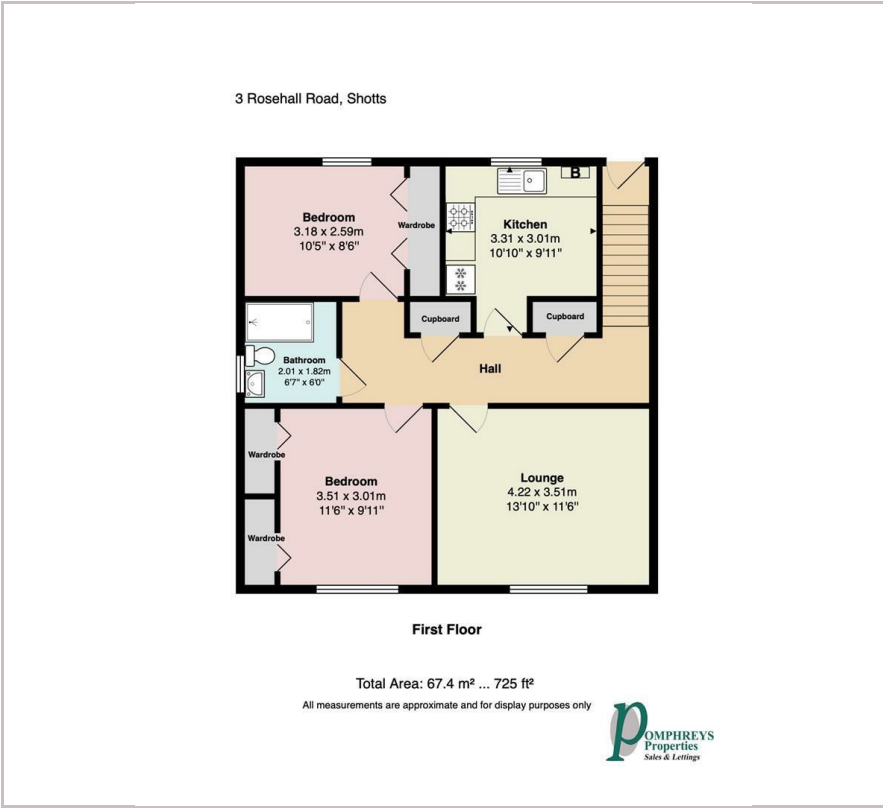 3 Rosehall Road, Shotts
Bedroom
3.18 x 2.59m
10'5" x 8'6"
Wardrobe
Kitchen
3.31 x 3.01m
10'10" x 9'11"
B
Cupboard
Cupboard
Bathroom
2.01 x 1.82m
6'7" x 6'0"
Hall
Wardrobe
Wardrobe
Bedroom
3.51 x 3.01m
11'6" x 9'11"
Lounge
4.22 x 3.51m
13'10" x 11'6"
First Floor
Total Area: 67.4 m² ... 725 ft²
All measurements are approximate and for display purposes only
POMPHREYS
Properties
Sales & Lettings